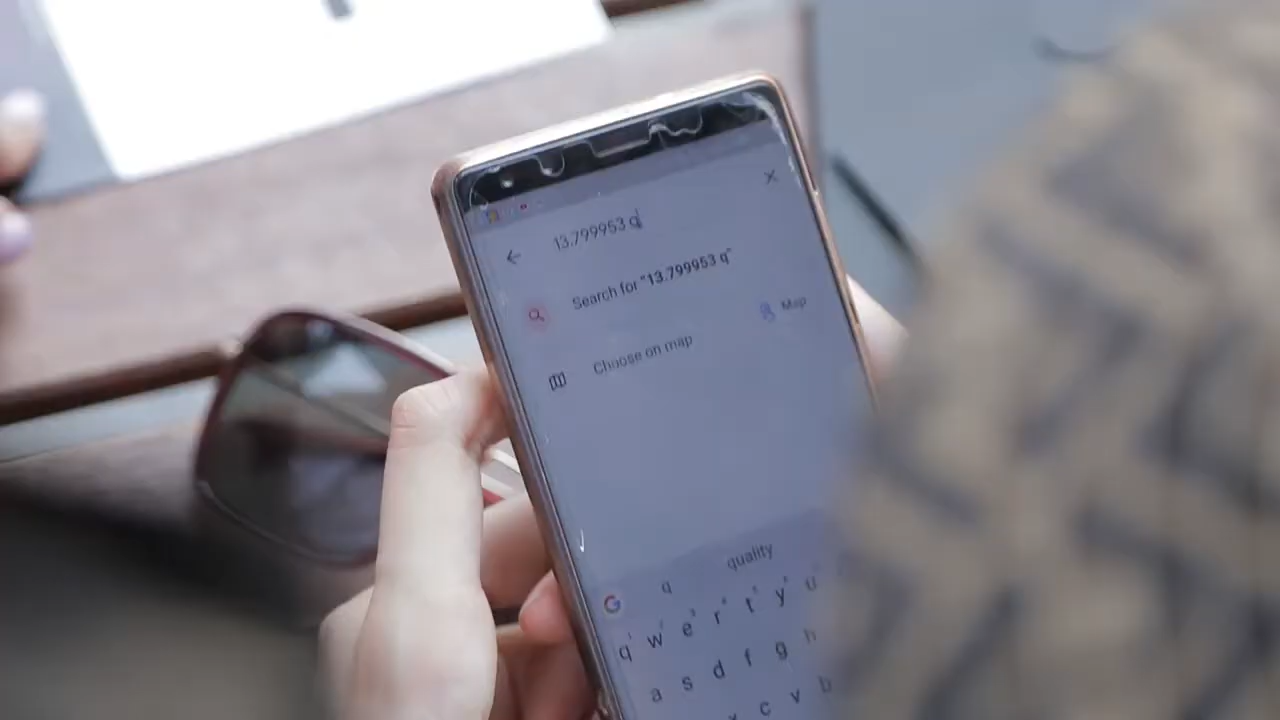 13.799953 q
Search for "13.799953 q"
Map
Choose on map
q quality
q w e r t y u
a s d f g h
c v b